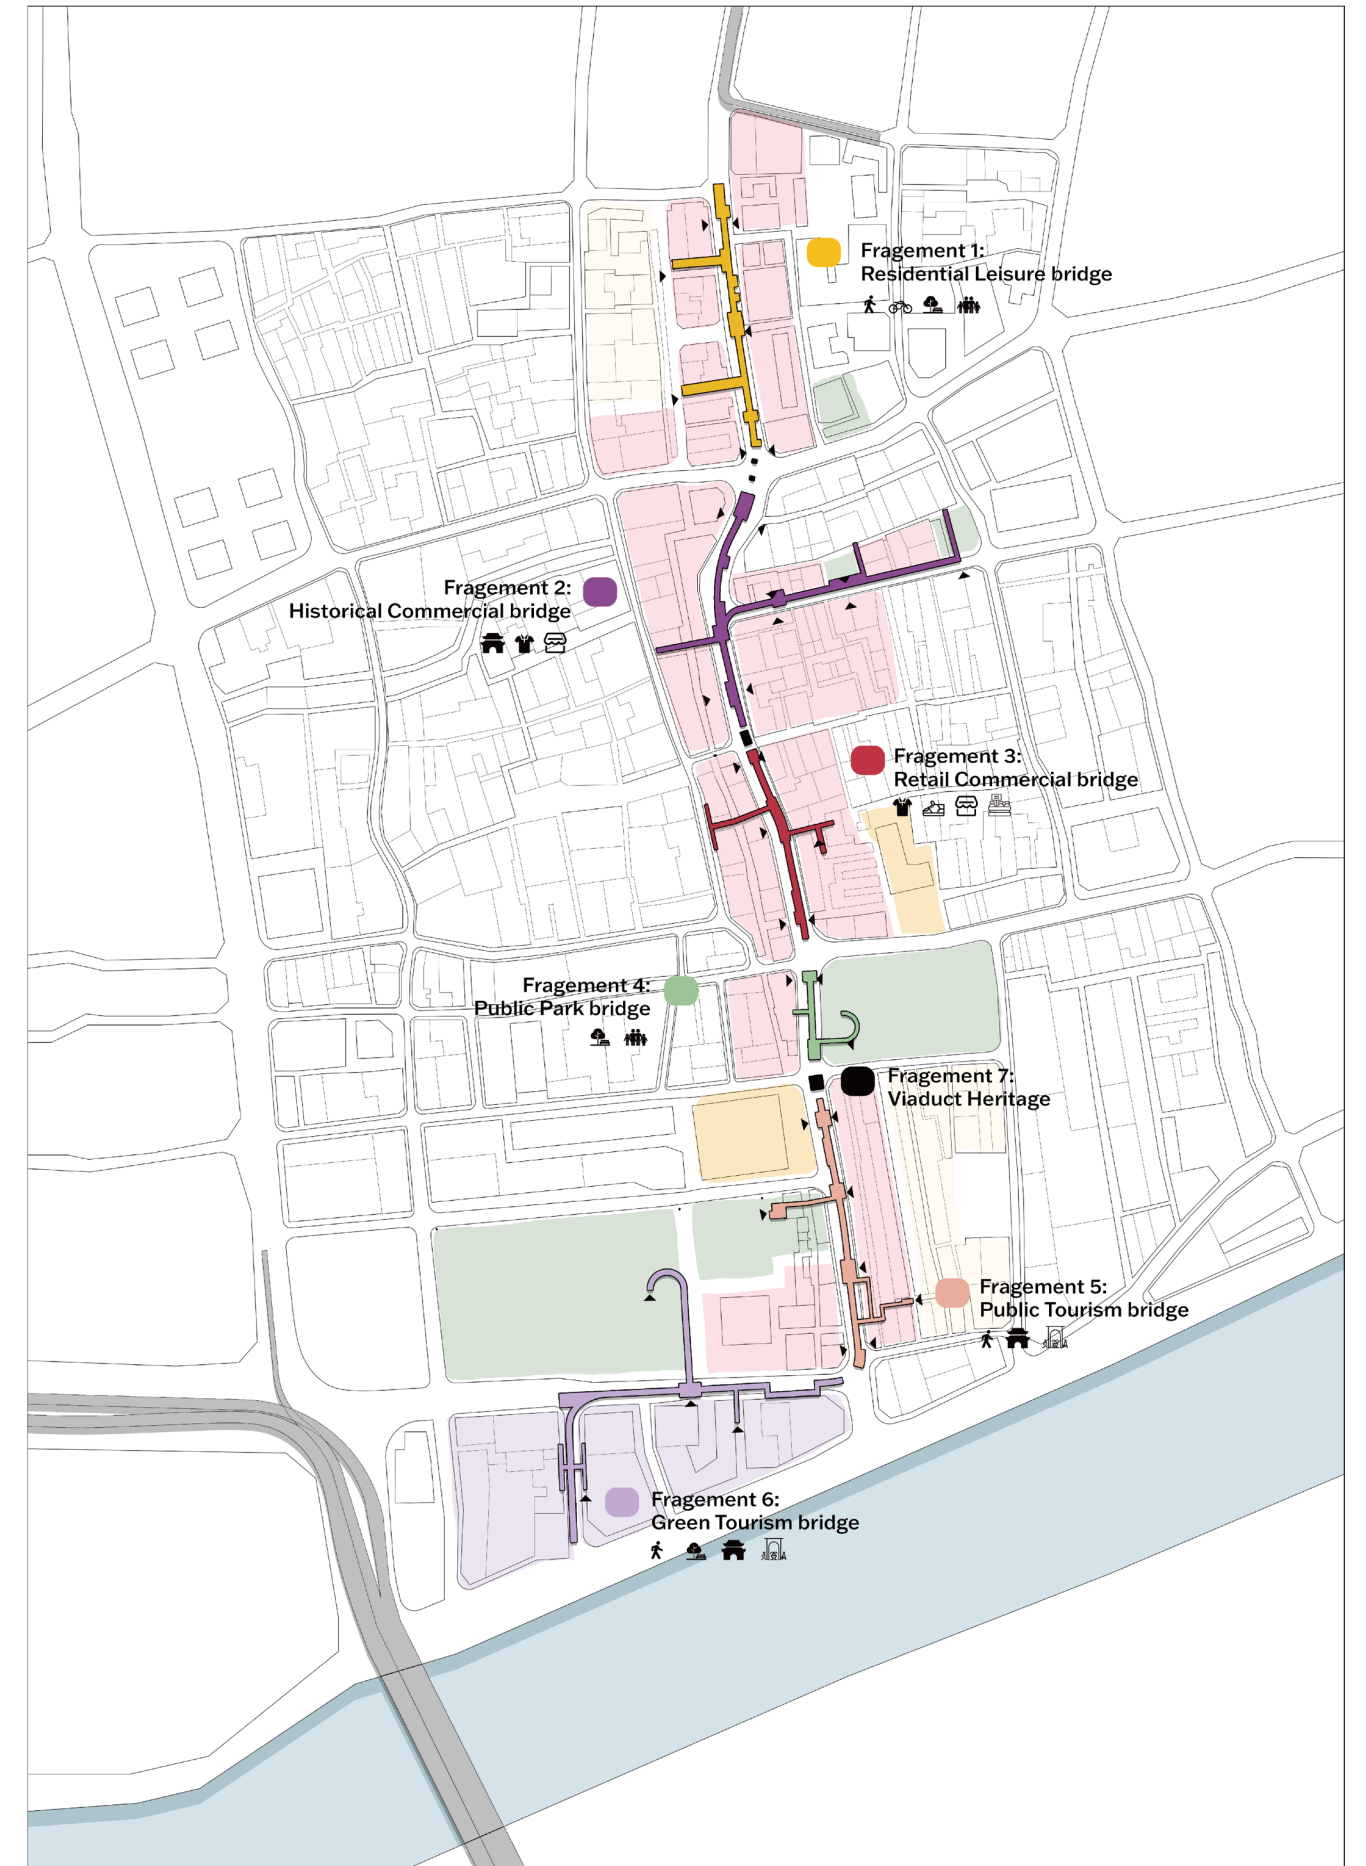 Fragement 1:
Residential Leisure bridge
Fragement 2:
Historical Commercial bridge
Fragement 3:
Retail Commercial bridge
Fragement 4:
Public Park bridge
Fragement 7:
Viaduct Heritage
Fragement 5:
Public Tourism bridge
Fragement 6:
Green Tourism bridge